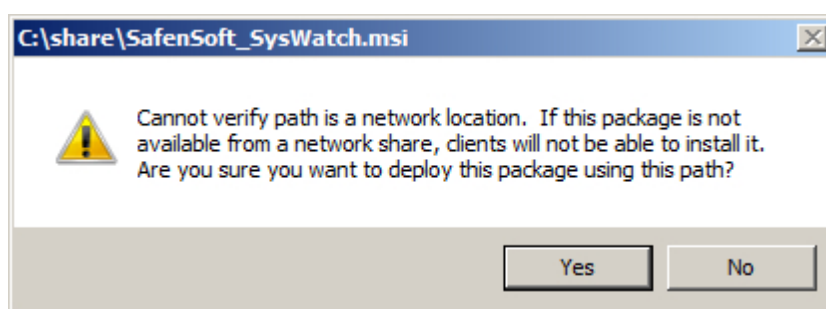 C:\share\SafenSoft_SysWatch.msi
Cannot verify path is a network location.  If this package is not
available from a network share, clients will not be able to install it.
Are you sure you want to deploy this package using this path?
Yes No